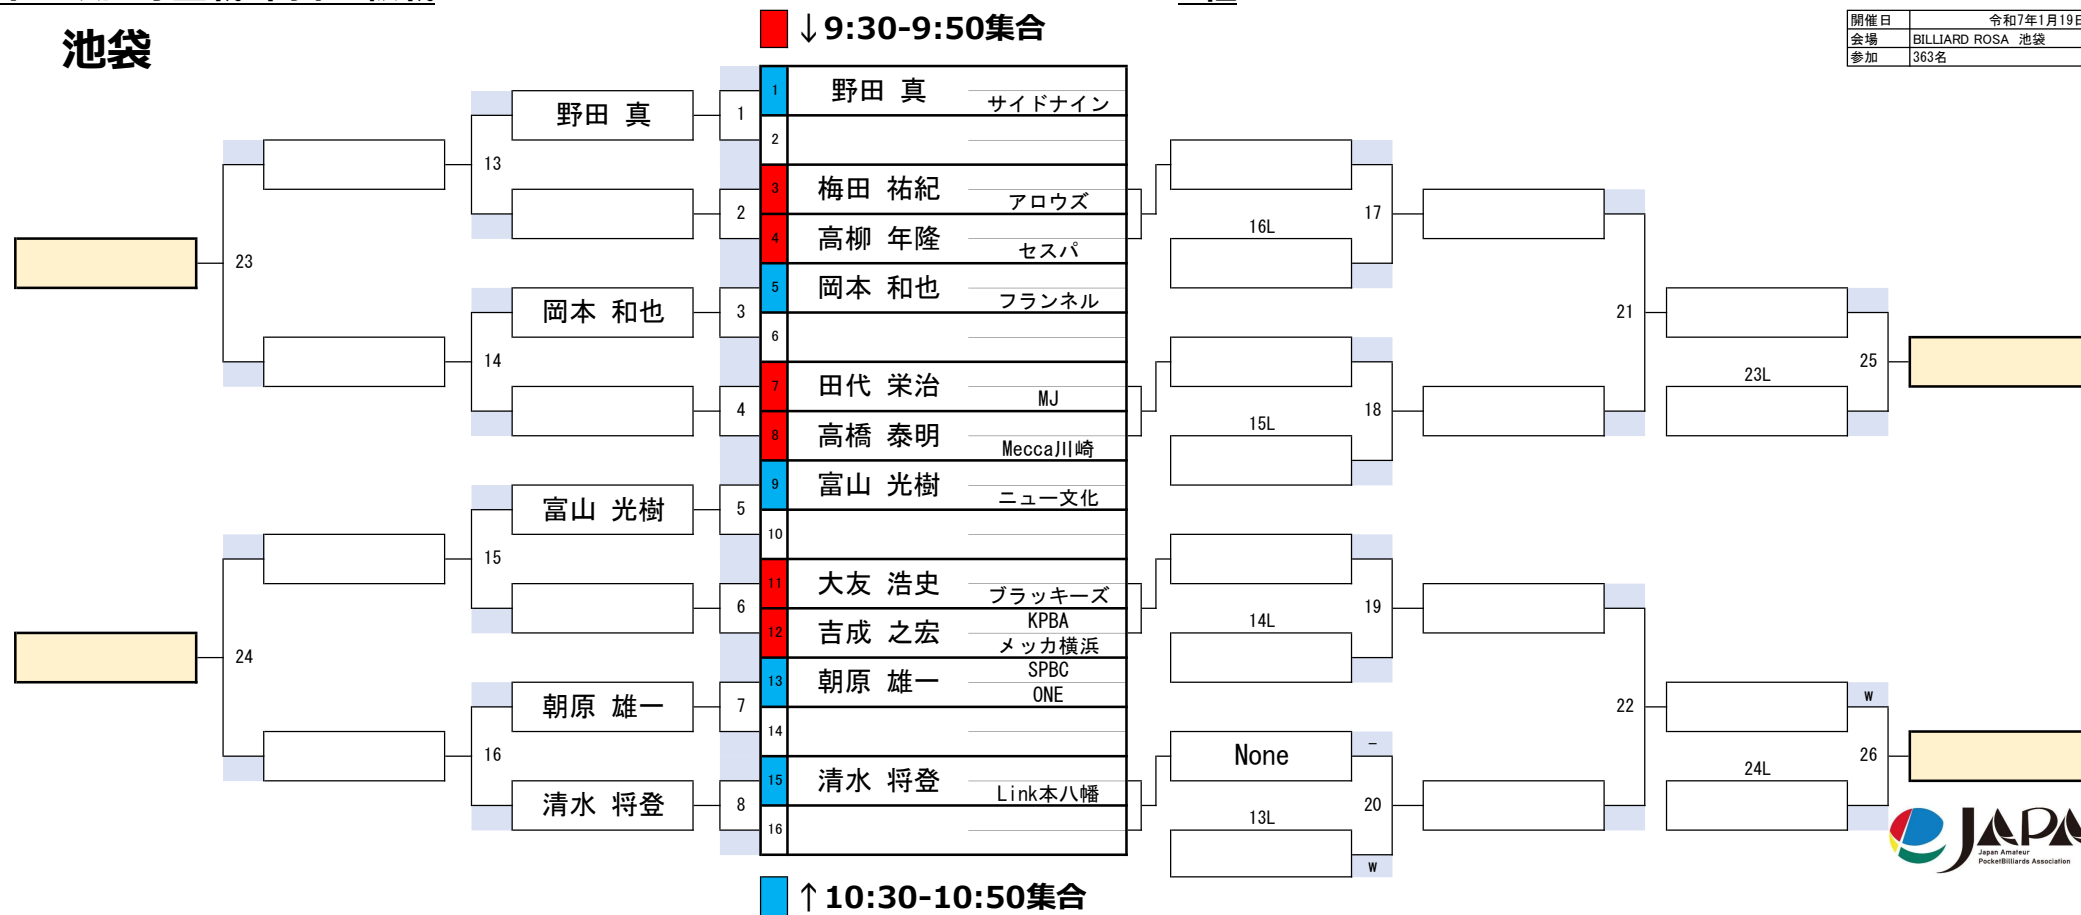 ↓9:30-9:50集合
池袋
開催日 令和7年1月19日
会場 BILLIARD ROSA 池袋
参加 363名
1 野田 真 サイドナイン
2
3 梅田 祐紀 アロウズ
4 高柳 年隆 セスパ
5 岡本 和也 フランネル
6
7 田代 栄治 MJ
8 高橋 泰明 Mecca川崎
9 富山 光樹 ニュー文化
10
11 大友 浩史 ブラッキーズ
12 吉成 之宏 KPBA
メッカ横浜
13 朝原 雄一 SPBC
ONE
14
15 清水 将登 Link本八幡
16
野田 真 1
13
2
23
岡本 和也 3
14
4
富山 光樹 5
15
6
24
朝原 雄一 7
16
清水 将登 8
17
16L
21
18
15L
25
23L
19
14L
22
W
None -
20
26
24L
13L
W
JAPA
Japan Amateur
PocketBilliards Association
↑10:30-10:50集合